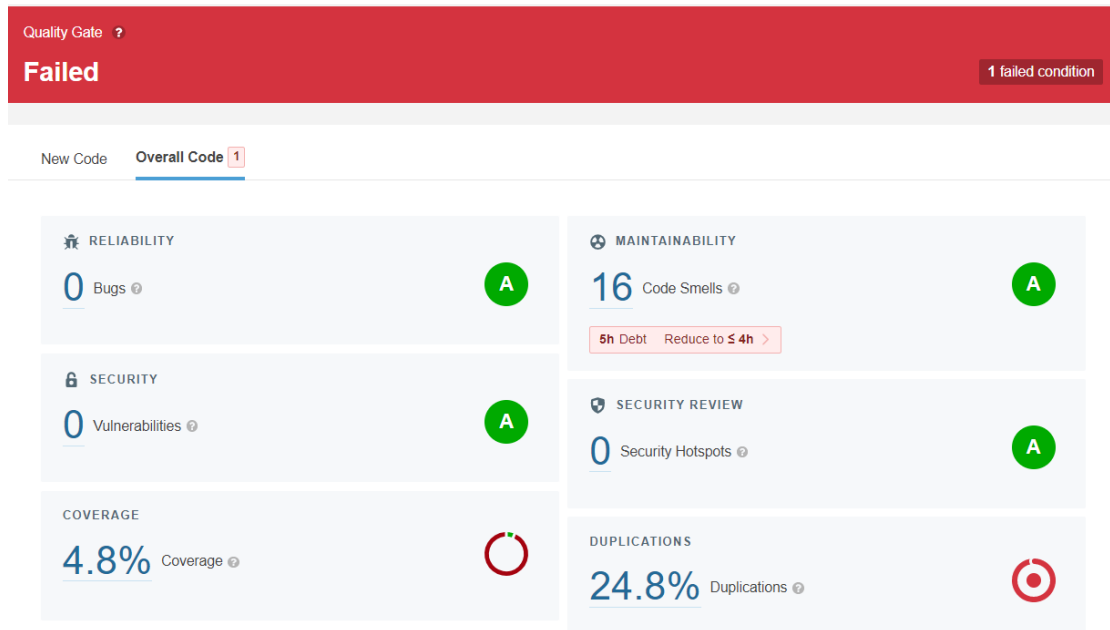 Quality Gate ?
Failed
1 failed condition
New Code Overall Code 1
RELIABILITY
0 Bugs ?
A
MAINTAINABILITY
16 Code Smells ?
A
5h Debt Reduce to ≤ 4h >
SECURITY
0 Vulnerabilities ?
A
SECURITY REVIEW
0 Security Hotspots ?
A
COVERAGE
4.8% Coverage ?
DUPLICATIONS
24.8% Duplications ?